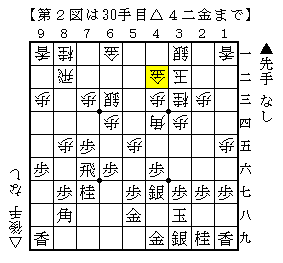 【第2図は30手目△4二金まで】
9 8 7 6 5 4 3 2 1
香 桂 金 銀 香 一
飛 金 玉 二
歩 歩 銀 歩 桂 歩 三
歩 角 歩 四
歩 歩 歩 五
歩 飛 歩 歩 六
歩 桂 歩 銀 歩 歩 歩 七
角 金 玉 八
香 金 銀 桂 香 九
▲先手 なし
△後手 なし